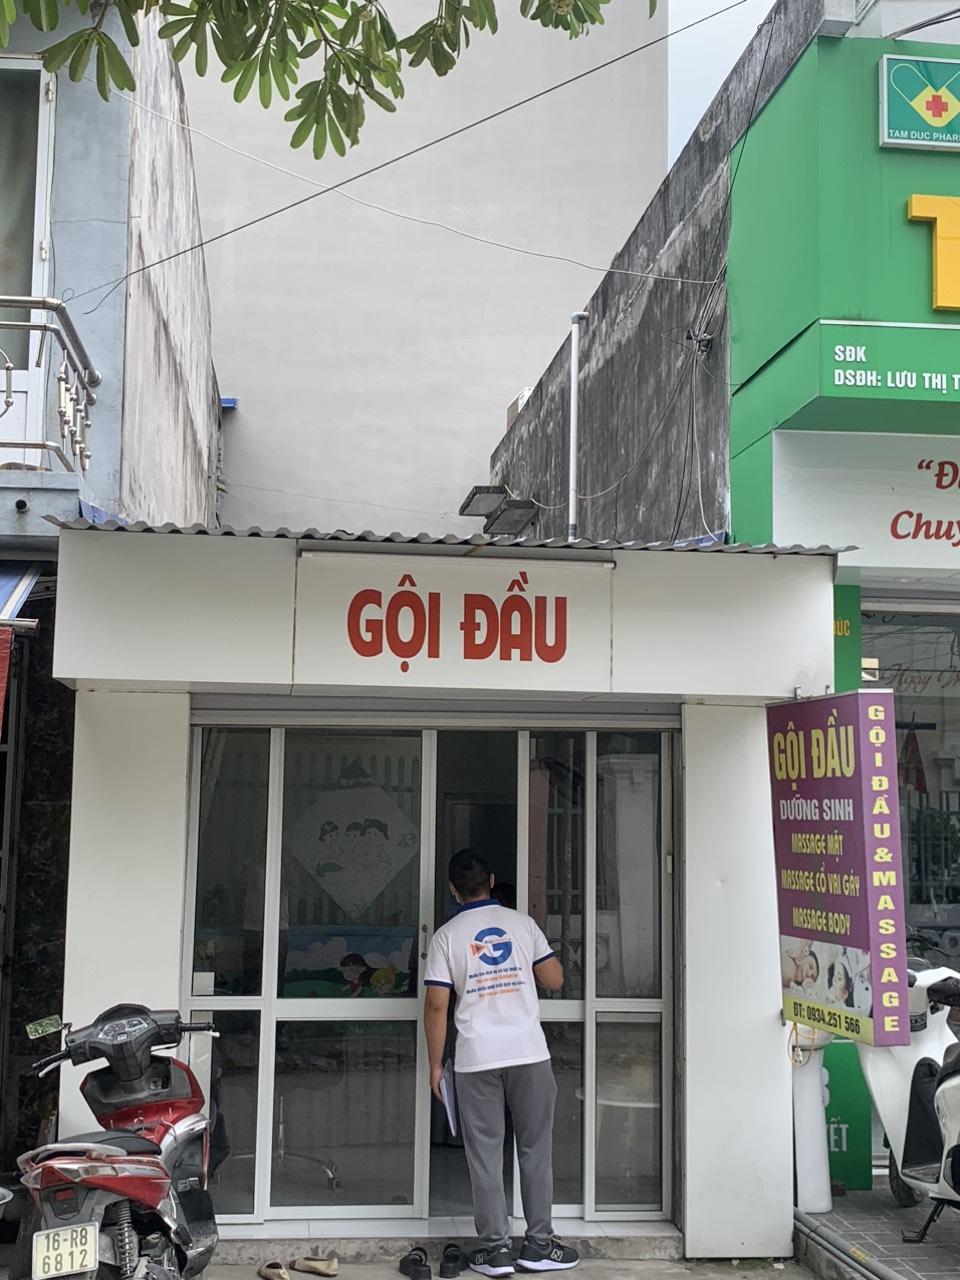 TAM DUC PHAR
T
SĐK
DSĐH: LƯU THỊ T
"Đ
Chuy
GỘI ĐẦU
GỘI ĐẦU
DƯỠNG SINH
MASSAGE MẶT
MASSAGE CỔ VAI GÁY
MASSAGE BODY
ĐT: 0934.251 566
GỘI ĐẦU & MASSAGE
G
16-R8
6812